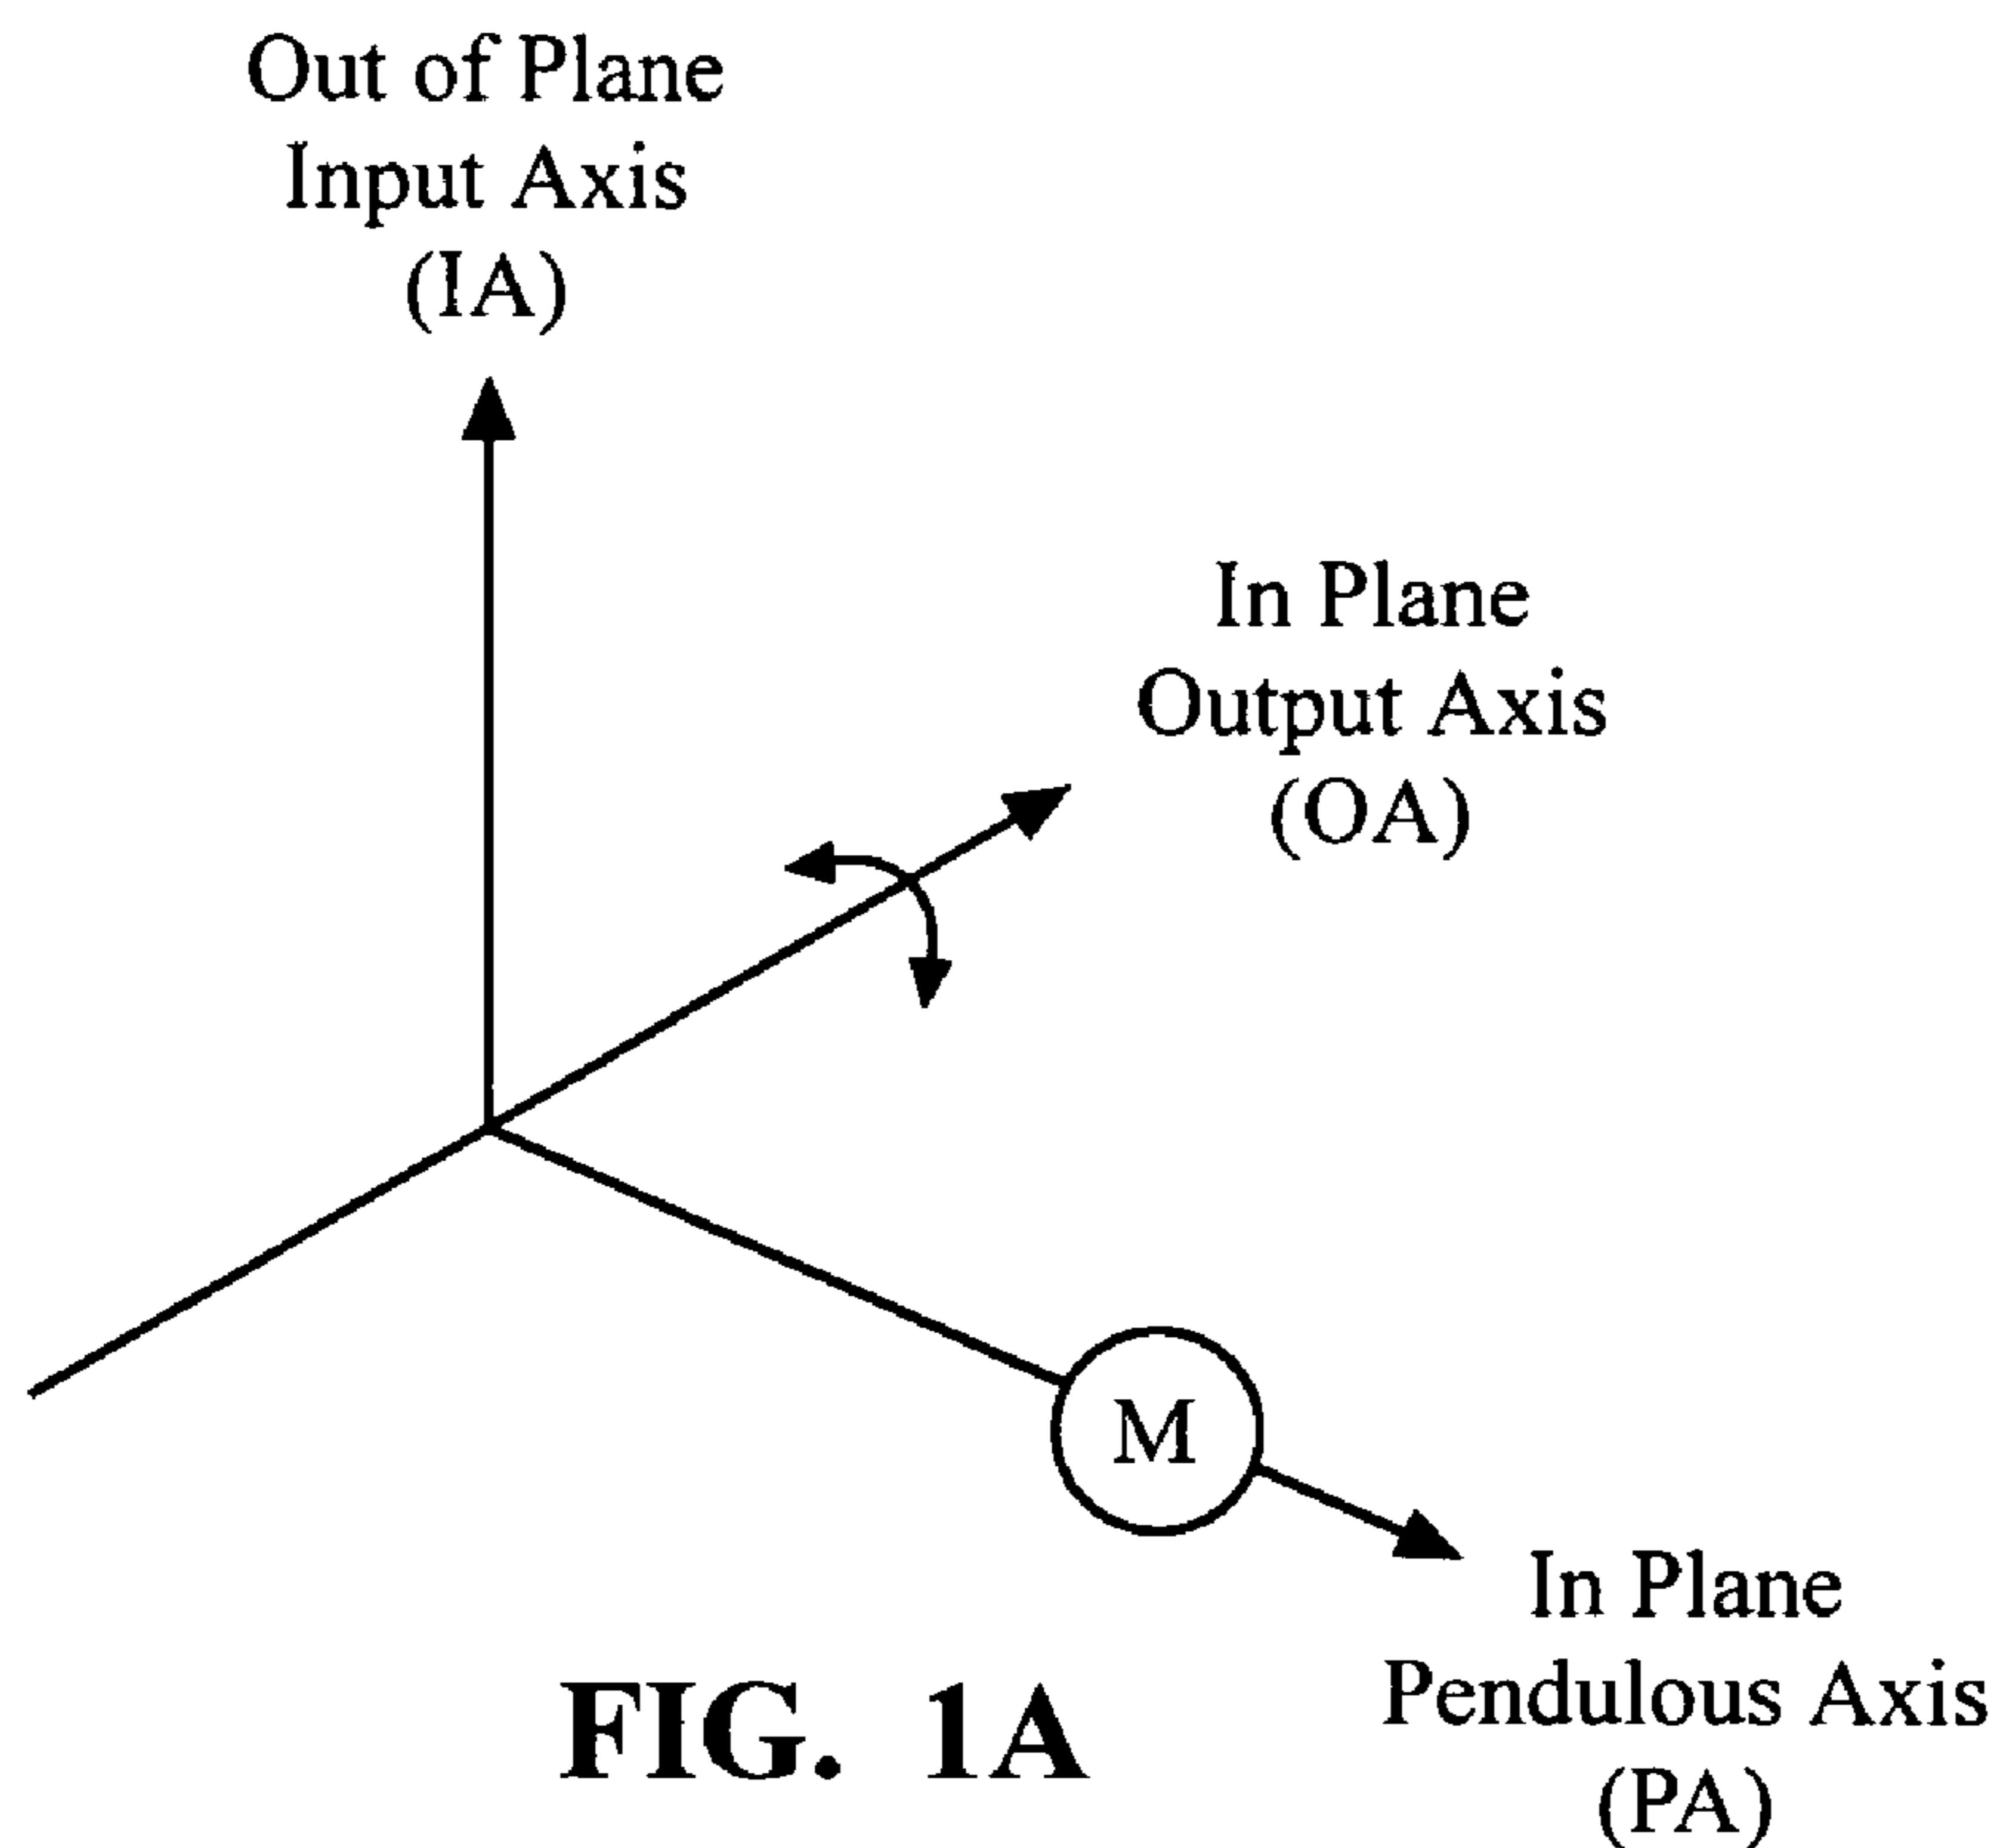 Out of Plane
Input Axis
(IA)
In Plane
Output Axis
(OA)
M
In Plane
Pendulous Axis
(PA)
FIG. 1A